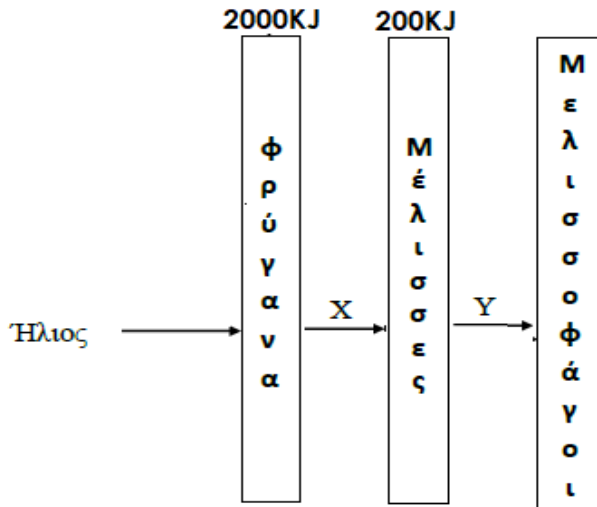 2000KJ
200KJ
Ήλιος
φρύγανα
X
Μέλισσες
Y
Μελισσοφάγοι